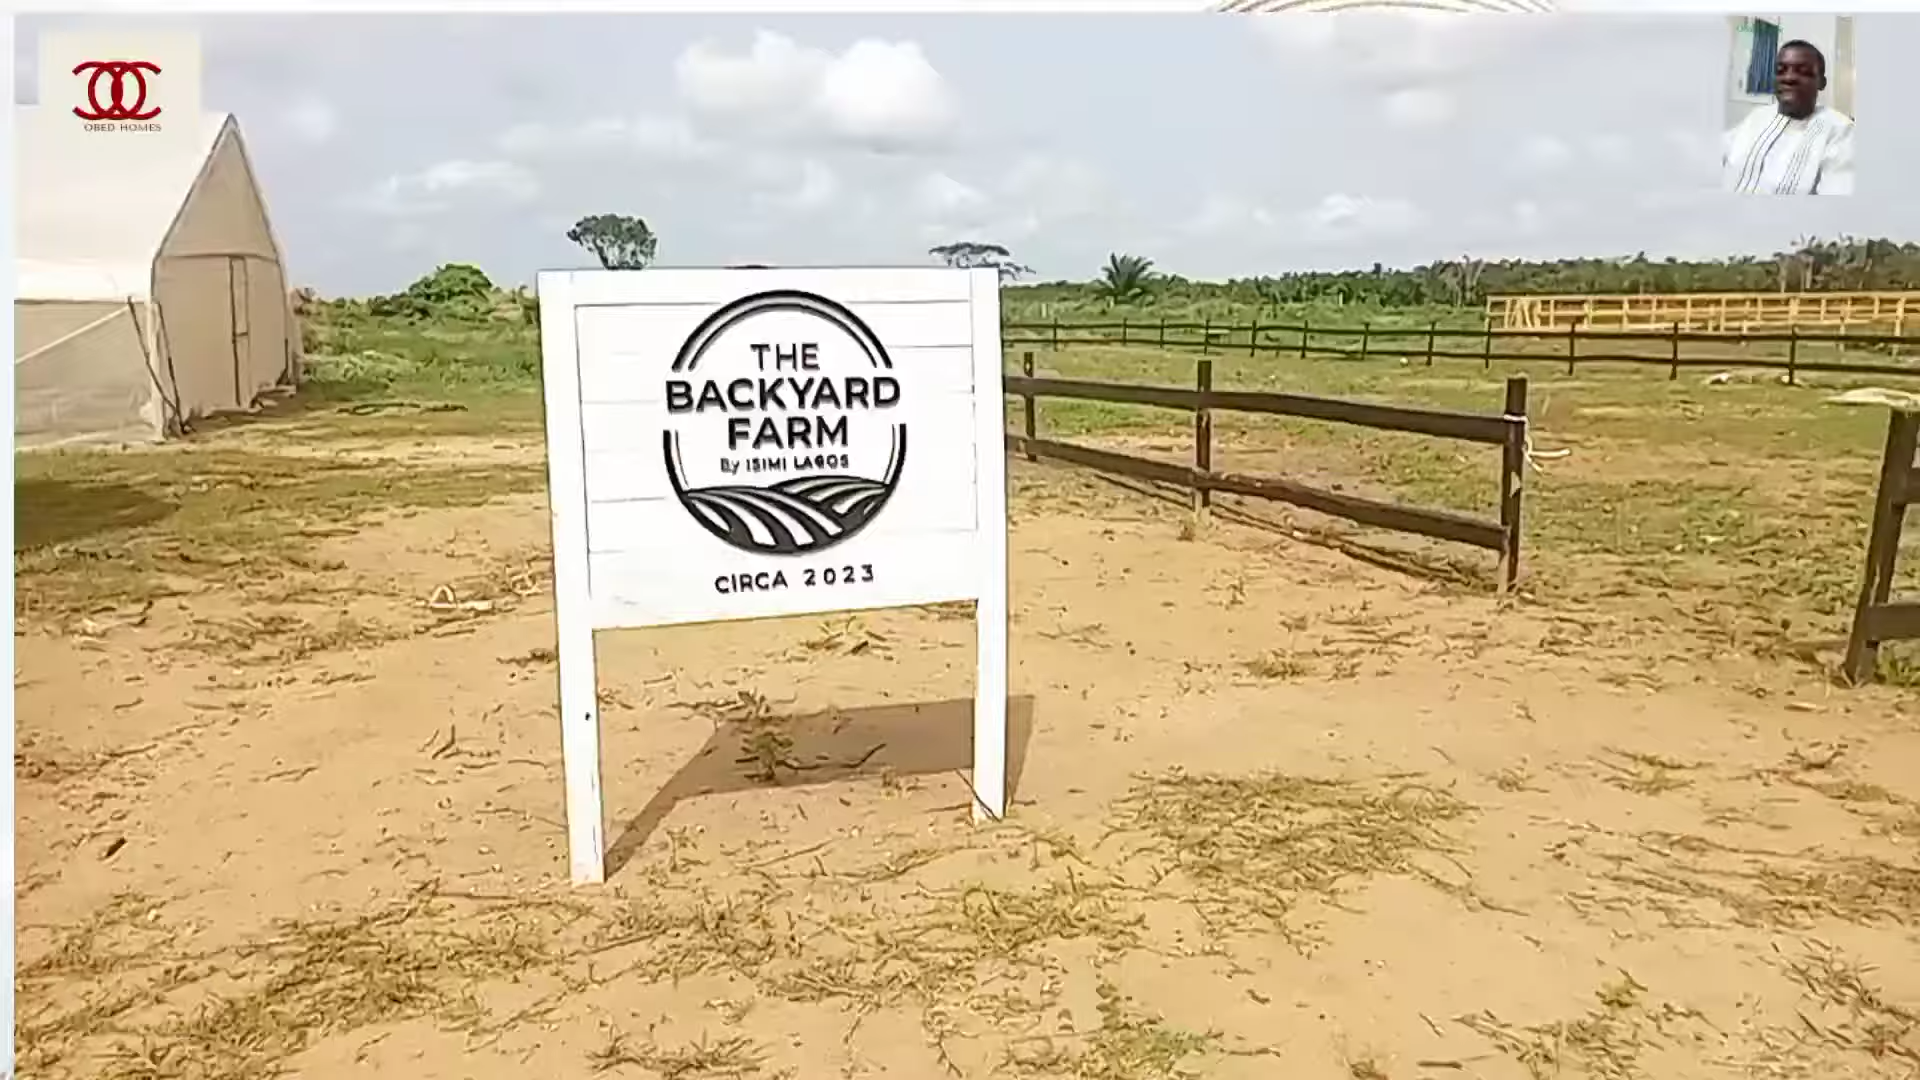 OBED HOMES
THE
BACKYARD
FARM
By ISIMI LAGOS
CIRCA 2023